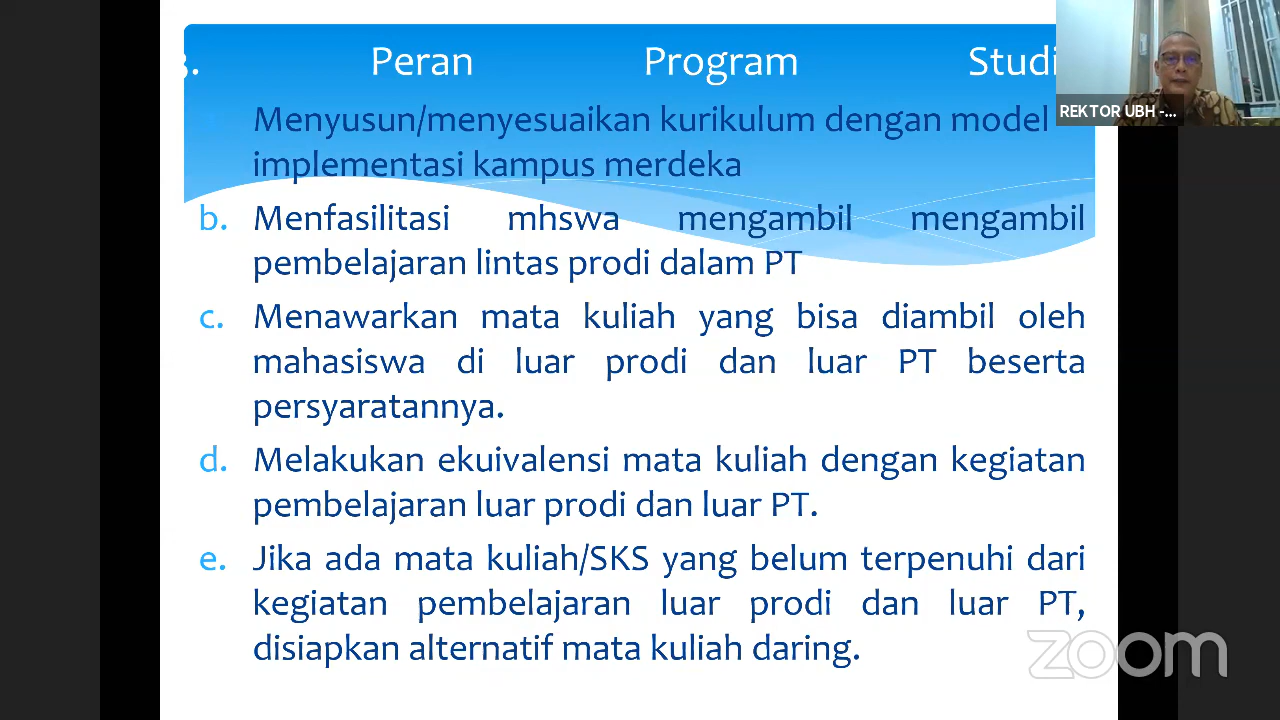 3. Peran Program Studi
REKTOR UBH -...
a. Menyusun/menyesuaikan kurikulum dengan model
implementasi kampus merdeka
b. Menfasilitasi mhswa mengambil mengambil
pembelajaran lintas prodi dalam PT
c. Menawarkan mata kuliah yang bisa diambil oleh
mahasiswa di luar prodi dan luar PT beserta
persyaratannya.
d. Melakukan ekuivalensi mata kuliah dengan kegiatan
pembelajaran luar prodi dan luar PT.
e. Jika ada mata kuliah/SKS yang belum terpenuhi dari
kegiatan pembelajaran luar prodi dan luar PT,
disiapkan alternatif mata kuliah daring.
zoom